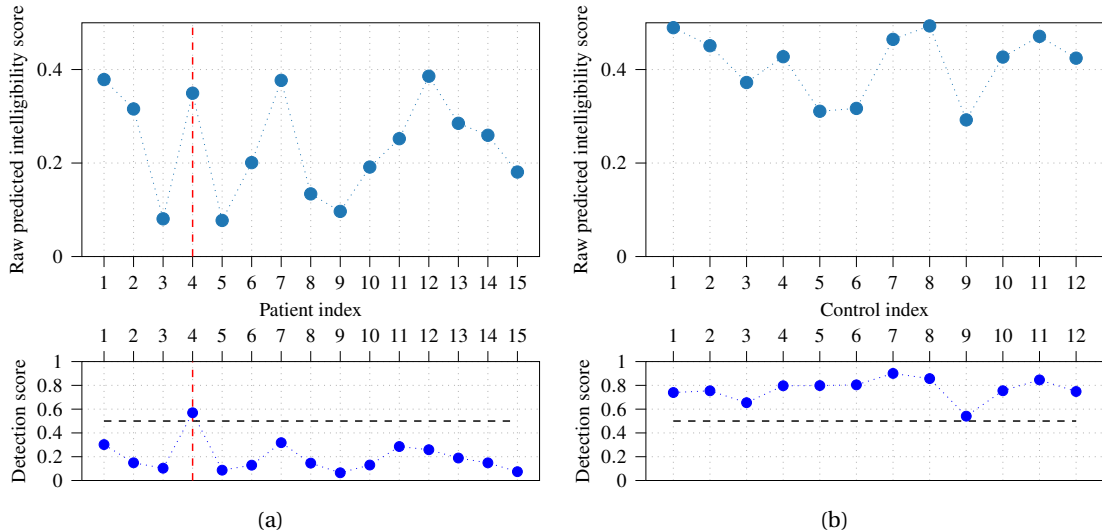 Raw predicted intelligibility score
0.4
0.2
0
1 2 3 4 5 6 7 8 9 10 11 12 13 14 15
Patient index
1 2 3 4 5 6 7 8 9 10 11 12 13 14 15
Detection score
1
0.8
0.6
0.4
0.2
0
(a)
Raw predicted intelligibility score
0.4
0.2
0
1 2 3 4 5 6 7 8 9 10 11 12
Control index
1 2 3 4 5 6 7 8 9 10 11 12
Detection score
1
0.8
0.6
0.4
0.2
0
(b)